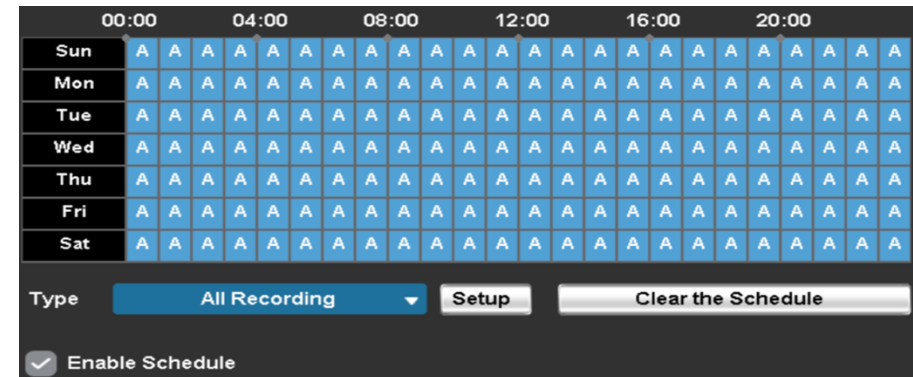 00:00 04:00 08:00 12:00 16:00 20:00
Sun A A A A A A A A A A A A A A A A A A A A A A A A
Mon A A A A A A A A A A A A A A A A A A A A A A A A
Tue A A A A A A A A A A A A A A A A A A A A A A A A
Wed A A A A A A A A A A A A A A A A A A A A A A A A
Thu A A A A A A A A A A A A A A A A A A A A A A A A
Fri A A A A A A A A A A A A A A A A A A A A A A A A
Sat A A A A A A A A A A A A A A A A A A A A A A A A
Type All Recording Setup Clear the Schedule
Enable Schedule